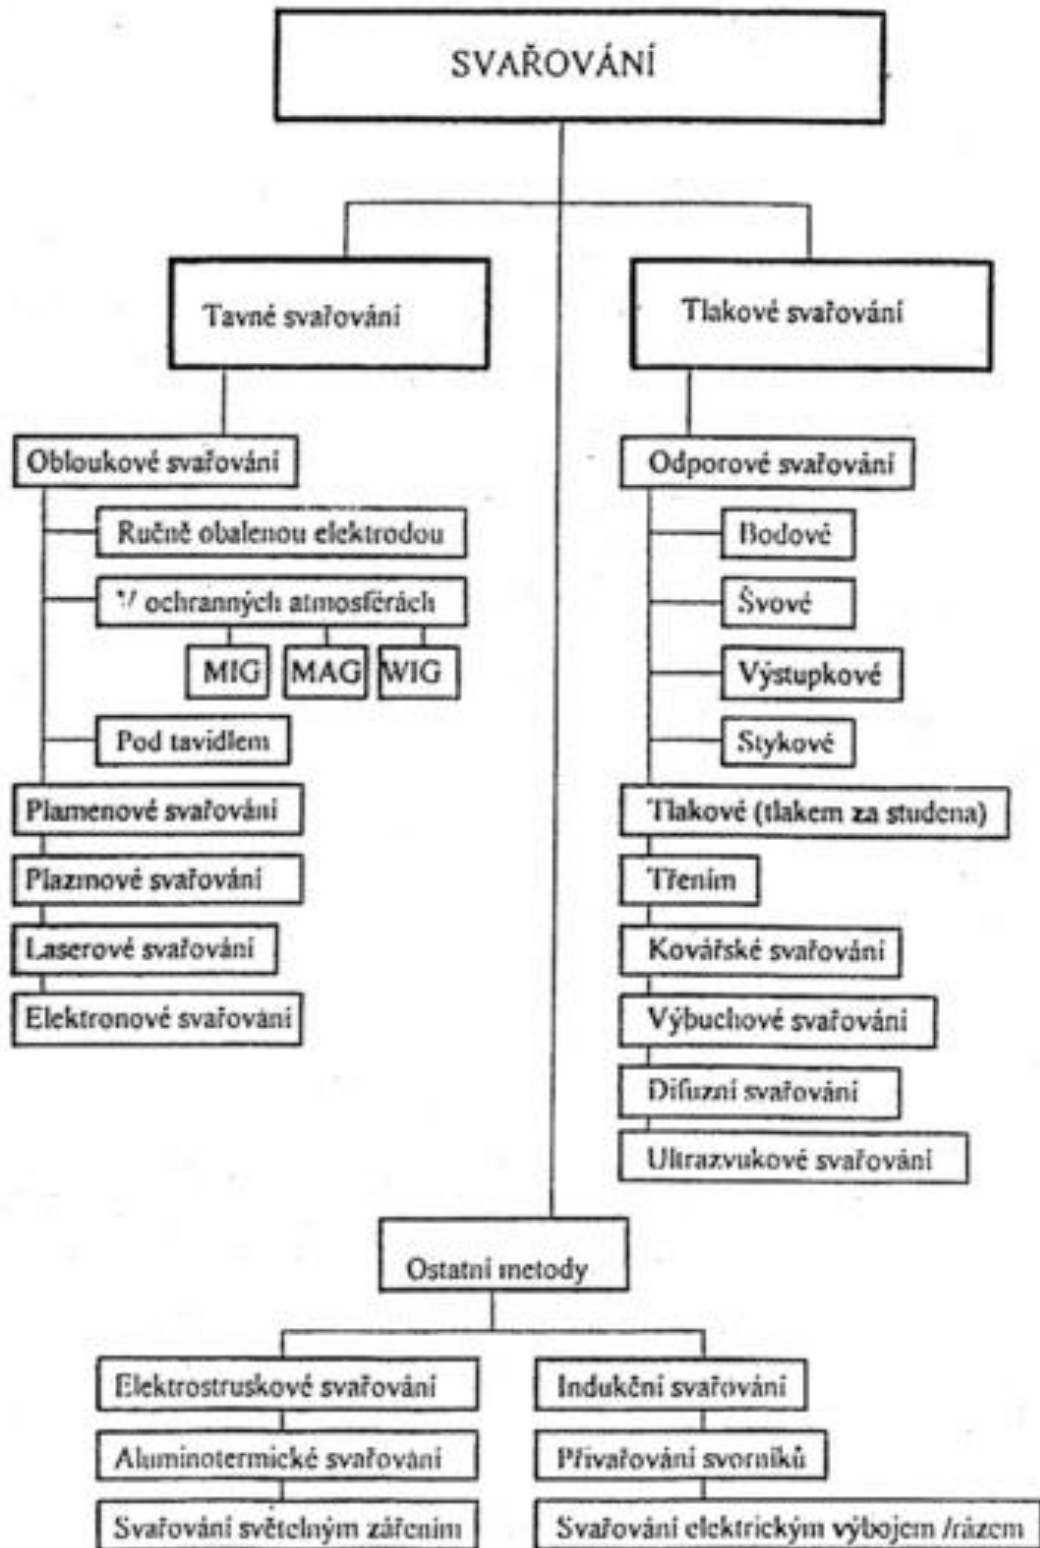 SVAŘOVÁNÍ
Tavné svařování
Obloukové svařování
Ručně obalenou elektrodou
V ochranných atmosférách
MIG MAG WIG
Pod tavidlem
Plamenové svařování
Plazmové svařování
Laserové svařování
Elektronové svařování
Tlakové svařování
Odporové svařování
Bodové
Švové
Výstupkové
Stykové
Tlakové (tlakem za studena)
Třením
Kovářské svařování
Výbuchové svařování
Difuzní svařování
Ultrazvukové svařování
Ostatní metody
Elektrostruskové svařování
Aluminotermické svařování
Svařování světelným zářením
Indukční svařování
Přivařování svorníků
Svařování elektrickým výbojem /rázem